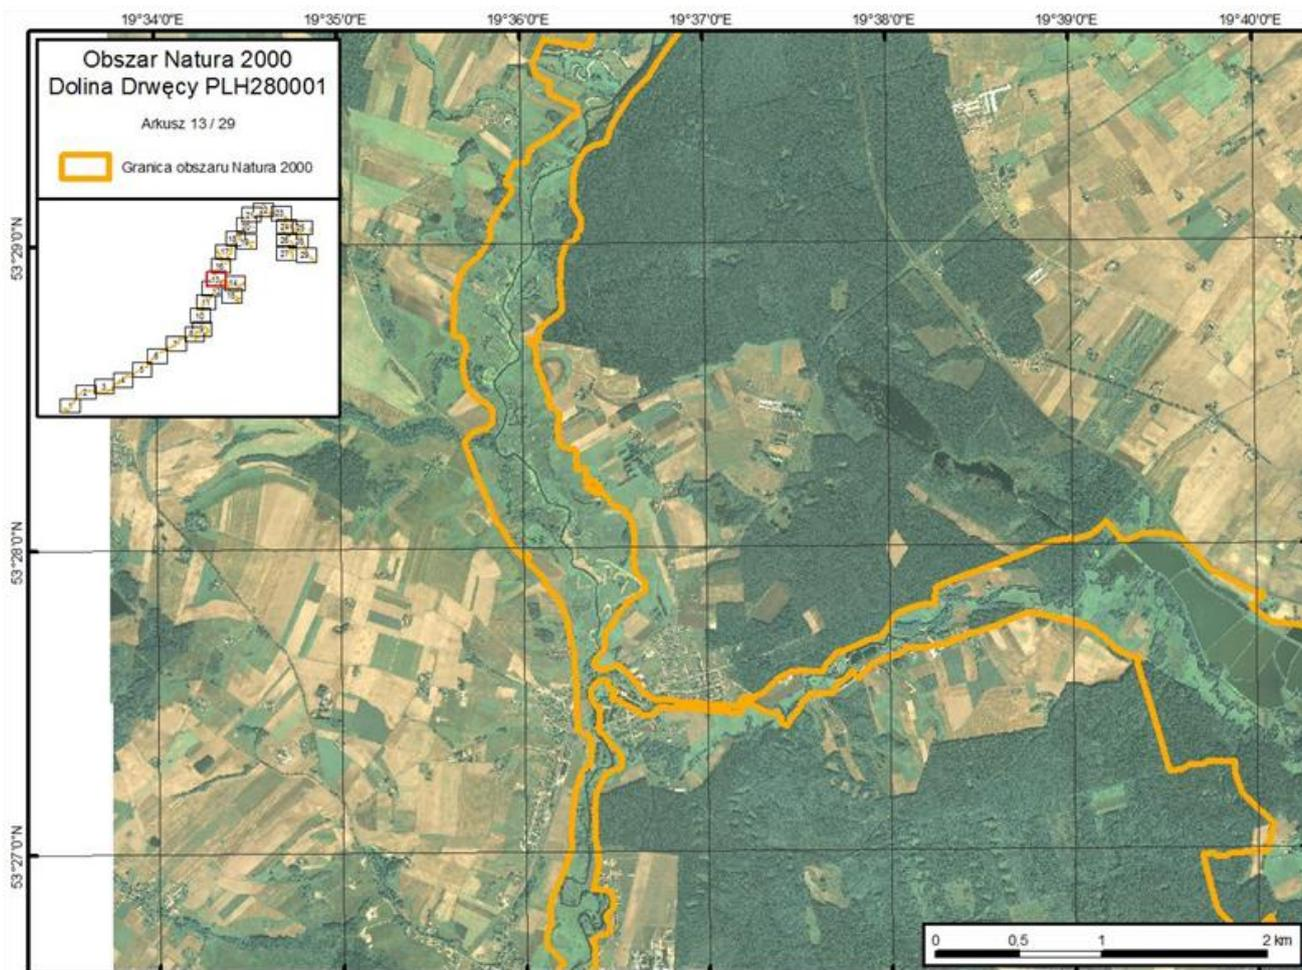 19°34'0"E 19°35'0"E 19°36'0"E 19°37'0"E 19°38'0"E 19°39'0"E 19°40'0"E
Obszar Natura 2000
Dolina Drwęcy PLH280001
Arkusz 13 / 29
Granica obszaru Natura 2000
53°29'0"N
53°28'0"N
53°27'0"N
0 0,5 1 2 km